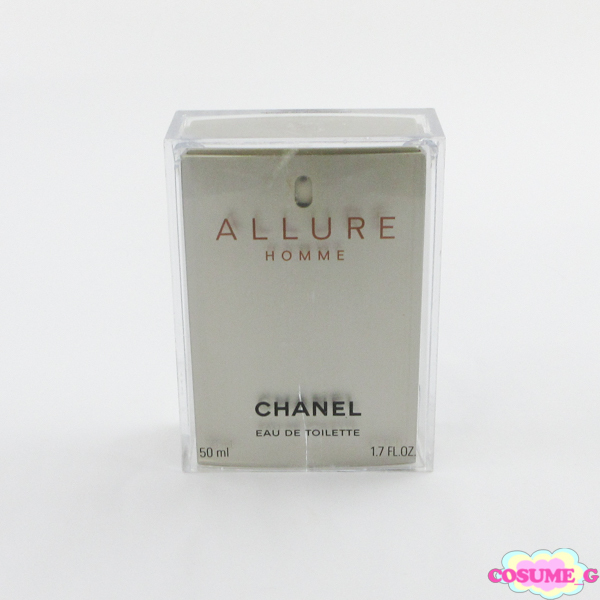 ALLURE
HOMME
CHANEL
EAU DE TOILETTE
50 ml 1.7 FL.OZ.
COSUME_G